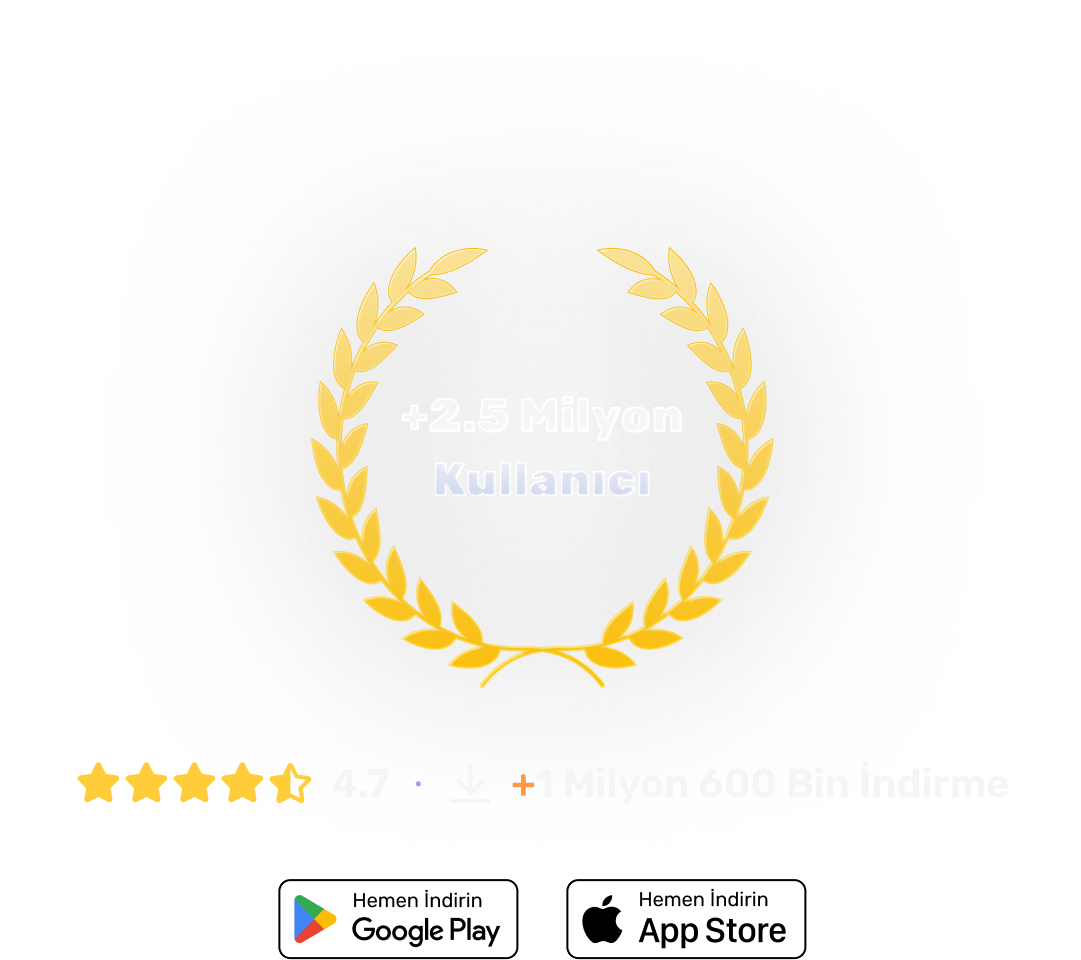 +2.5 Milyon
Kullanıcı
4.7 · +1 Milyon 600 Bin İndirme
Hemen İndirin
Google Play
Hemen İndirin
App Store